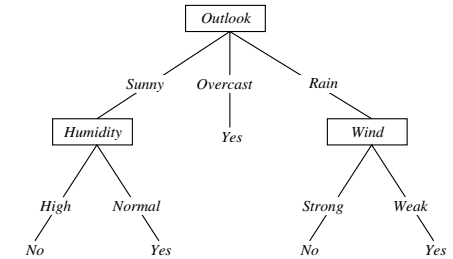 Outlook
Sunny Overcast Rain
Humidity Yes Wind
High Normal Strong Weak
No Yes No Yes